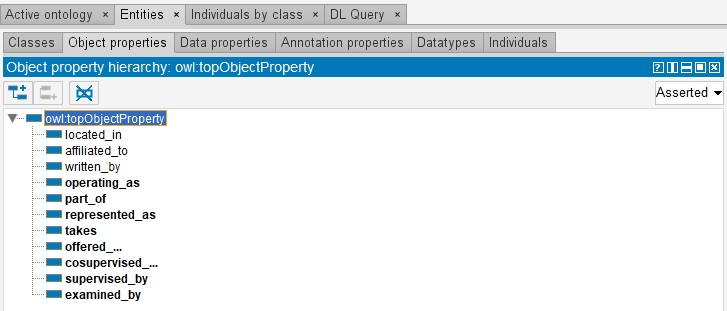 Active ontology × Entities × Individuals by class × DL Query ×
Classes Object properties Data properties Annotation properties Datatypes Individuals
Object property hierarchy: owl:topObjectProperty
Asserted
owl:topObjectProperty
located_in
affiliated_to
written_by
operating_as
part_of
represented_as
takes
offered_...
cosupervised_...
supervised_by
examined_by